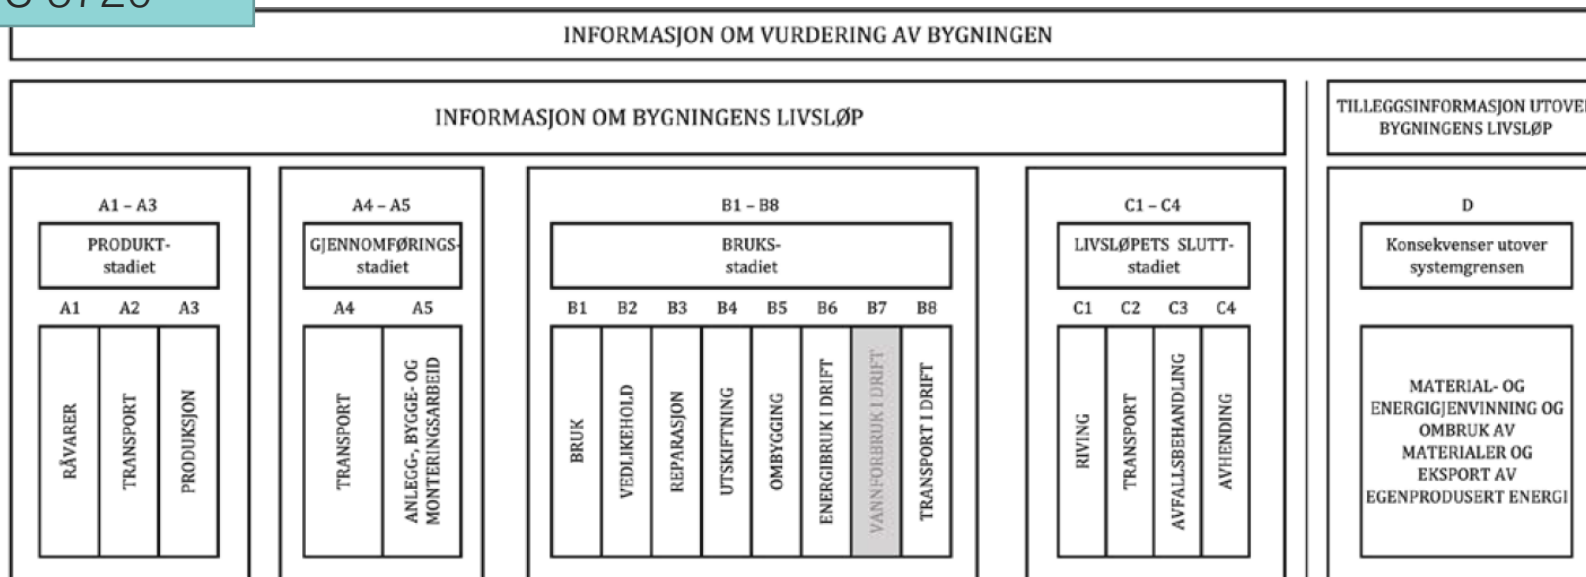 INFORMASJON OM VURDERING AV BYGNINGEN
INFORMASJON OM BYGNINGENS LIVSLØP
TILLEGGSINFORMASJON UTOVER
BYGNINGENS LIVSLØP
A1 – A3
PRODUKT-
stadiet
A1 A2 A3
RÅVARER
TRANSPORT
PRODUKSJON
A4 – A5
GJENNOMFØRINGS-
stadiet
A4 A5
TRANSPORT
ANLEGG-, BYGGE- OG
MONTERINGSARBEID
B1 – B8
BRUKS-
stadiet
B1 B2 B3 B4 B5 B6 B7 B8
BRUK
VEDLIKEHOLD
REPARASJON
UTSKIFTNING
OMBYGGING
ENERGIBRUK I DRIFT
VANNFORBRUK I DRIFT
TRANSPORT I DRIFT
C1 – C4
LIVSLØPETS SLUTT-
stadiet
C1 C2 C3 C4
RIVING
TRANSPORT
AVFALLSBEHANDLING
AVHENDING
D
Konsekvenser utover
systemgrensen
MATERIAL- OG
ENERGIGJENVINNING OG
OMBRUK AV
MATERIALER OG
EKSPORT AV
EGENPRODUSERT ENERGI